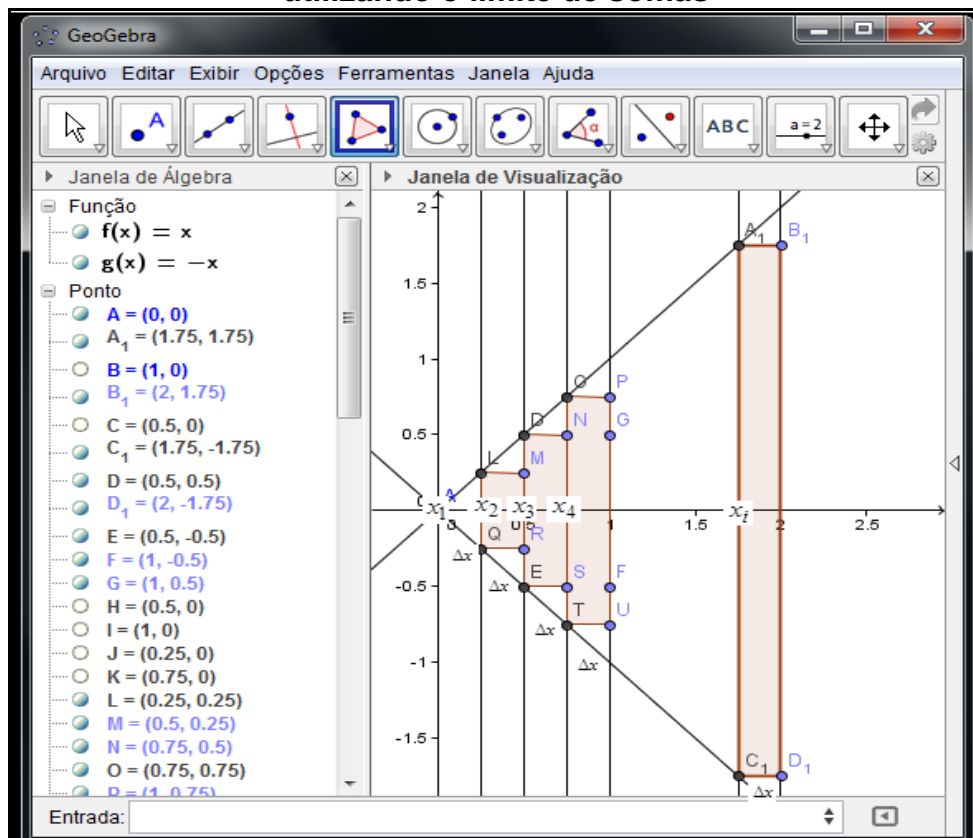 GeoGebra
Arquivo Editar Exibir Opções Ferramentas Janela Ajuda
A
α
ABC
a=2
Janela de Álgebra
Janela de Visualização
Função
f(x) = x
g(x) = −x
Ponto
A = (0, 0)
A₁ = (1.75, 1.75)
B = (1, 0)
B₁ = (2, 1.75)
C = (0.5, 0)
C₁ = (1.75, -1.75)
D = (0.5, 0.5)
D₁ = (2, -1.75)
E = (0.5, -0.5)
F = (1, -0.5)
G = (1, 0.5)
H = (0.5, 0)
I = (1, 0)
J = (0.25, 0)
K = (0.75, 0)
L = (0.25, 0.25)
M = (0.5, 0.25)
N = (0.75, 0.5)
O = (0.75, 0.75)
2
A₁ B₁
1.5
1
O P
D N G
0.5
L M
A
x₁ x₂ x₃ x₄ xᵢ
1 1.5 2 2.5
Q R
Δx
E S F
-0.5
Δx
T U
Δx
-1
Δx
-1.5
C₁ D₁
Δx
Entrada: